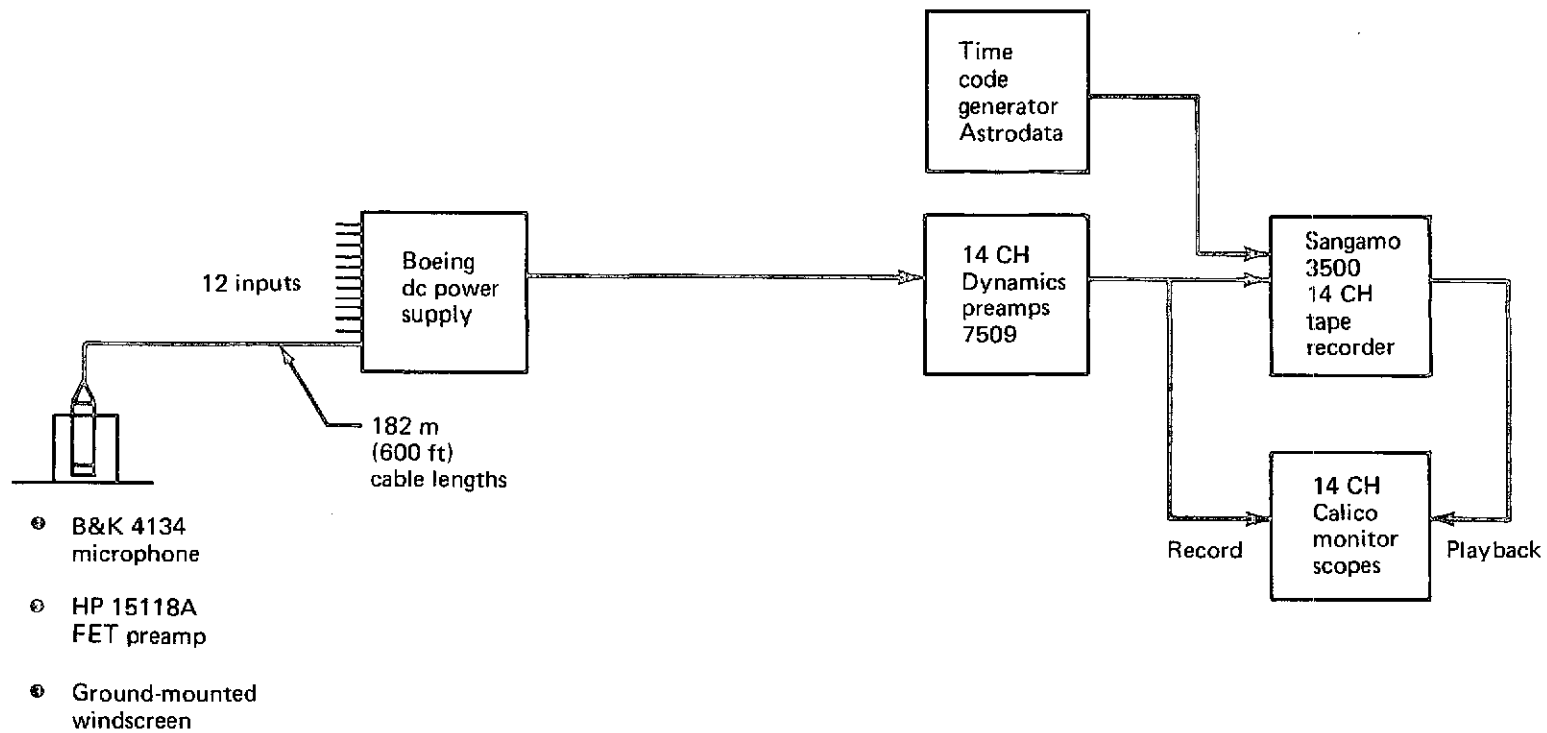 Time
code
generator
Astrodata
12 inputs
Boeing
dc power
supply
14 CH
Dynamics
preamps
7509
Sangamo
3500
14 CH
tape
recorder
182 m
(600 ft)
cable lengths
14 CH
Calico
monitor
scopes
Record
Playback
B&K 4134
microphone
HP 15118A
FET preamp
Ground-mounted
windscreen